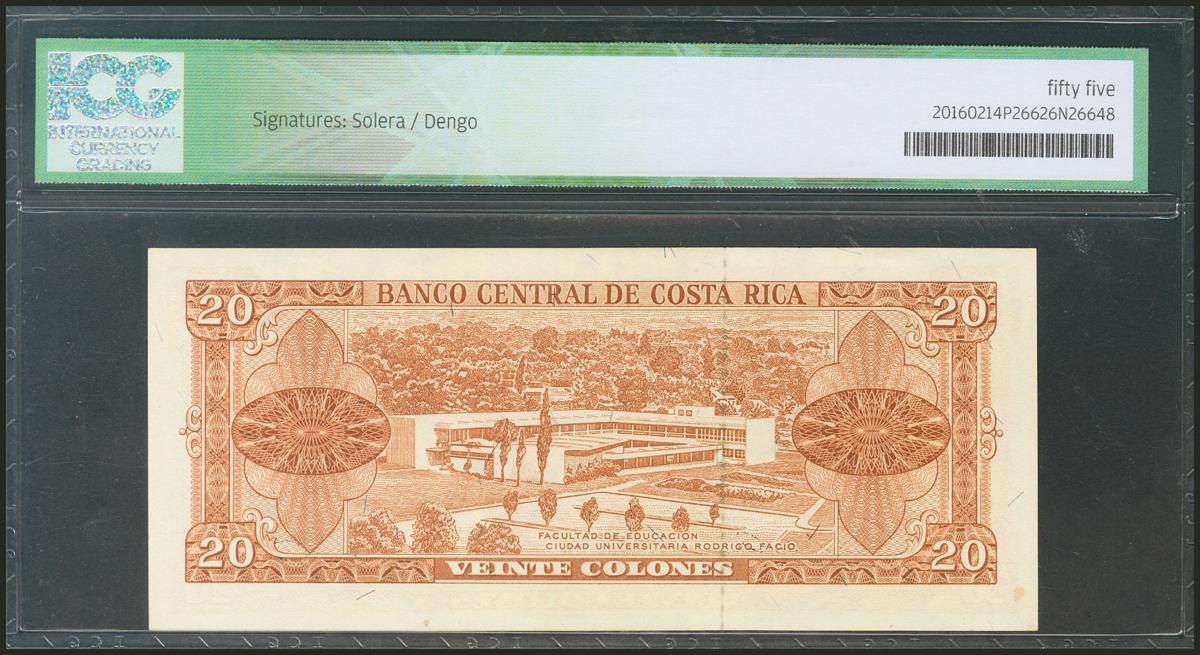 ICG
INTERNATIONAL
CURRENCY
GRADING
Signatures: Solera / Dengo
fifty five
20160214P26626N26648
20 BANCO CENTRAL DE COSTA RICA 20
FACULTAD DE EDUCACION
CIUDAD UNIVERSITARIA RODRIGO FACIO
20 VEINTE COLONES 20